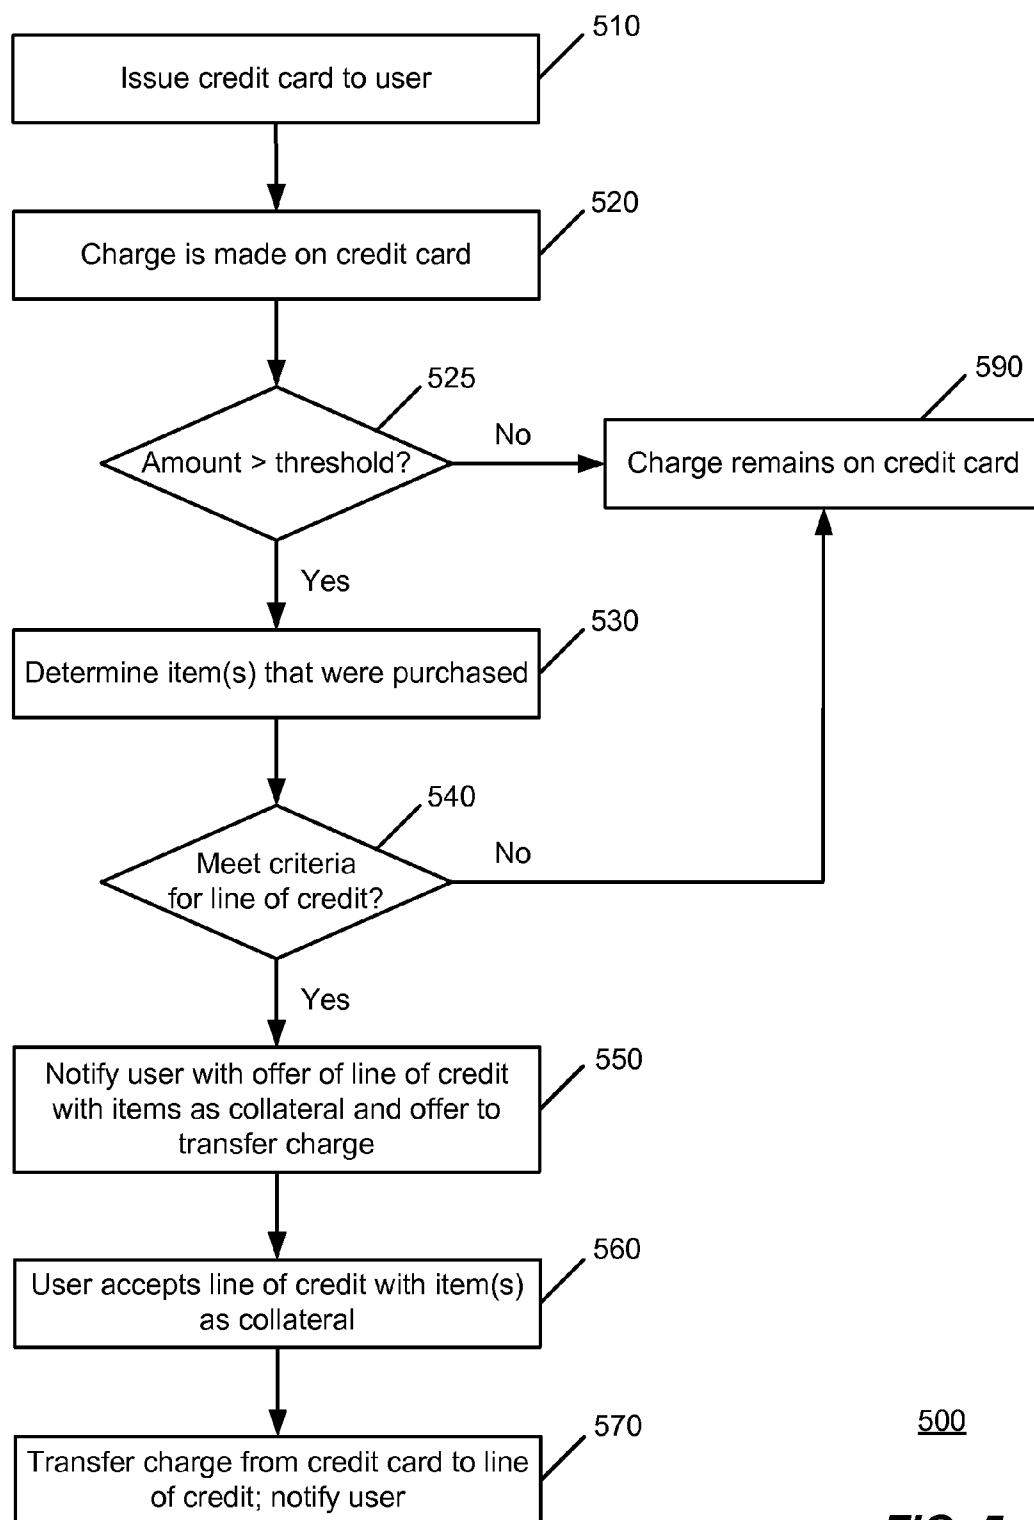 510
Issue credit card to user
520
Charge is made on credit card
525
Amount > threshold?
No
590
Charge remains on credit card
Yes
530
Determine item(s) that were purchased
540
Meet criteria
for line of credit?
No
Yes
550
Notify user with offer of line of credit
with items as collateral and offer to
transfer charge
560
User accepts line of credit with item(s)
as collateral
570
Transfer charge from credit card to line
of credit; notify user
500